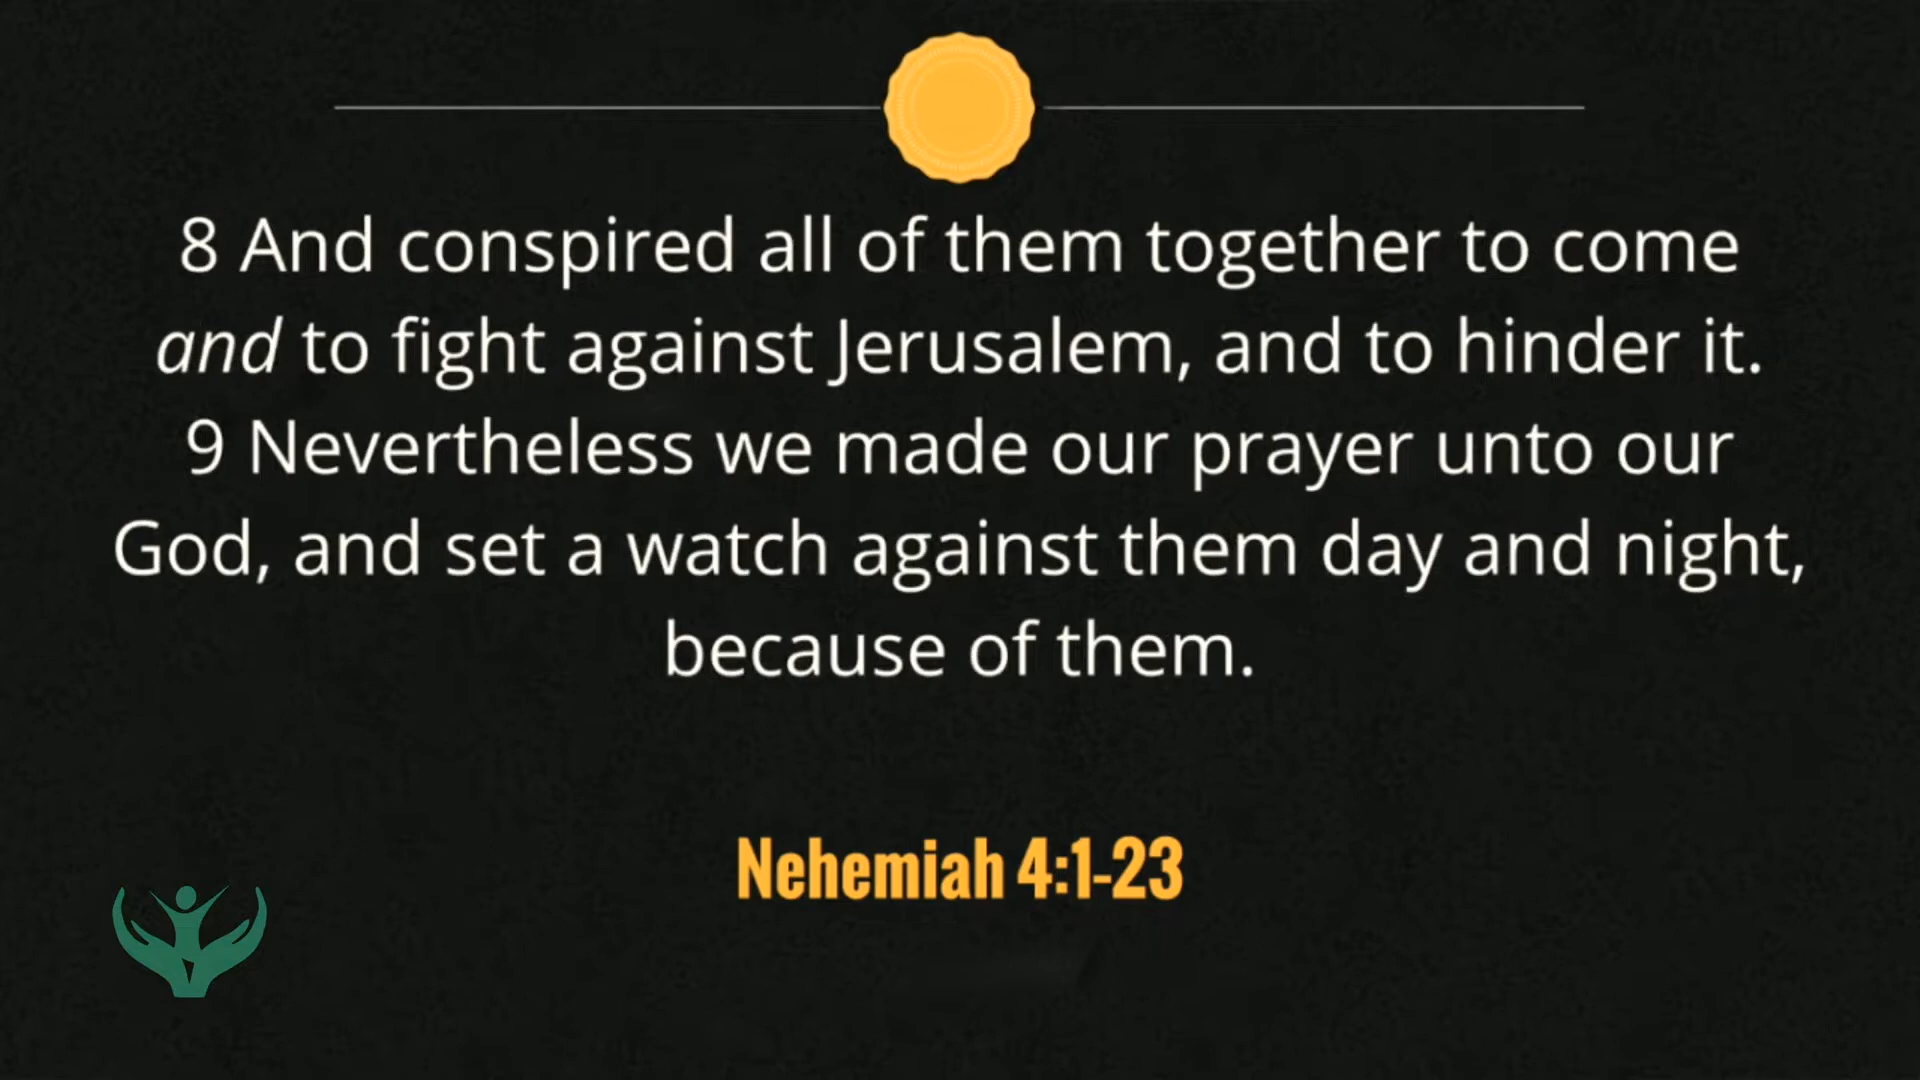 8 And conspired all of them together to come
and to fight against Jerusalem, and to hinder it.
9 Nevertheless we made our prayer unto our
God, and set a watch against them day and night,
because of them.
Nehemiah 4:1-23